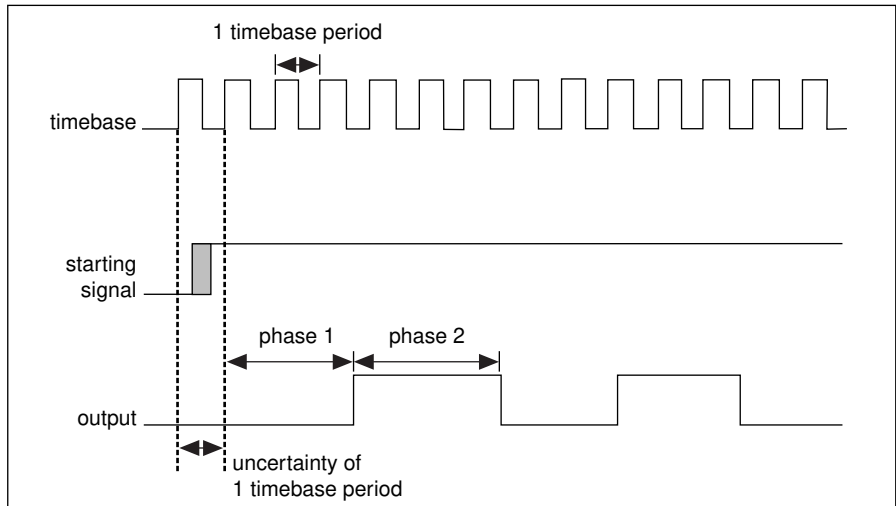 1 timebase period
timebase
starting
signal
phase 1
phase 2
output
uncertainty of
1 timebase period